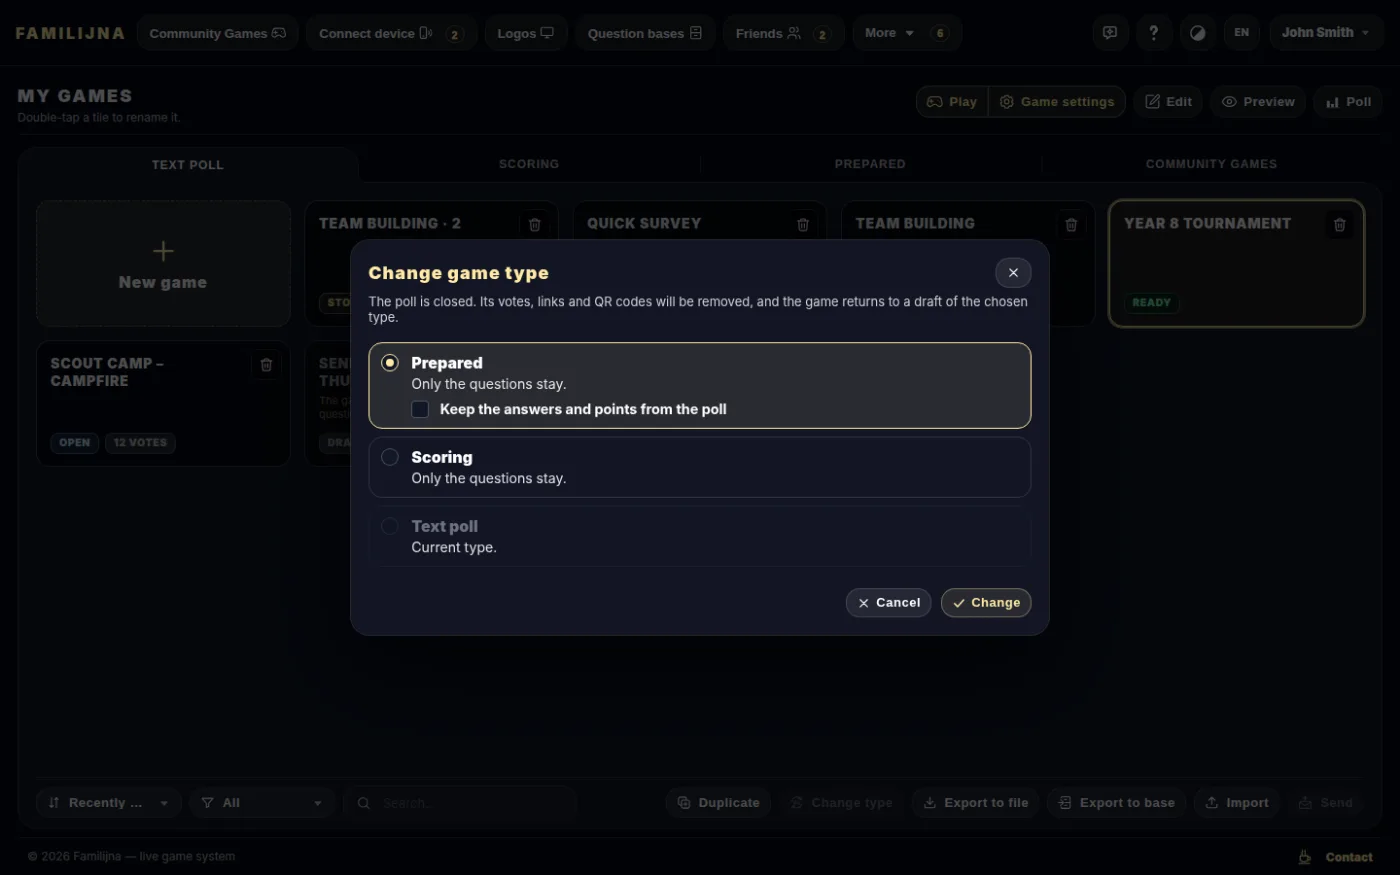 FAMILIJNA
Community Games
Connect device 2
Logos
Question bases
Friends 2
More 6
?
EN
John Smith
MY GAMES
Double-tap a tile to rename it.
Play
Game settings
Edit
Preview
Poll
TEXT POLL
SCORING
PREPARED
COMMUNITY GAMES
New game
TEAM BUILDING · 2
QUICK SURVEY
TEAM BUILDING
YEAR 8 TOURNAMENT
READY
Change game type
The poll is closed. Its votes, links and QR codes will be removed, and the game returns to a draft of the chosen
type.
Prepared
Only the questions stay.
Keep the answers and points from the poll
Scoring
Only the questions stay.
Text poll
Current type.
Cancel
Change
SCOUT CAMP –
CAMPFIRE
OPEN
12 VOTES
Recently ...
All
Search...
Duplicate
Change type
Export to file
Export to base
Import
Send
© 2026 Familijna — live game system
Contact